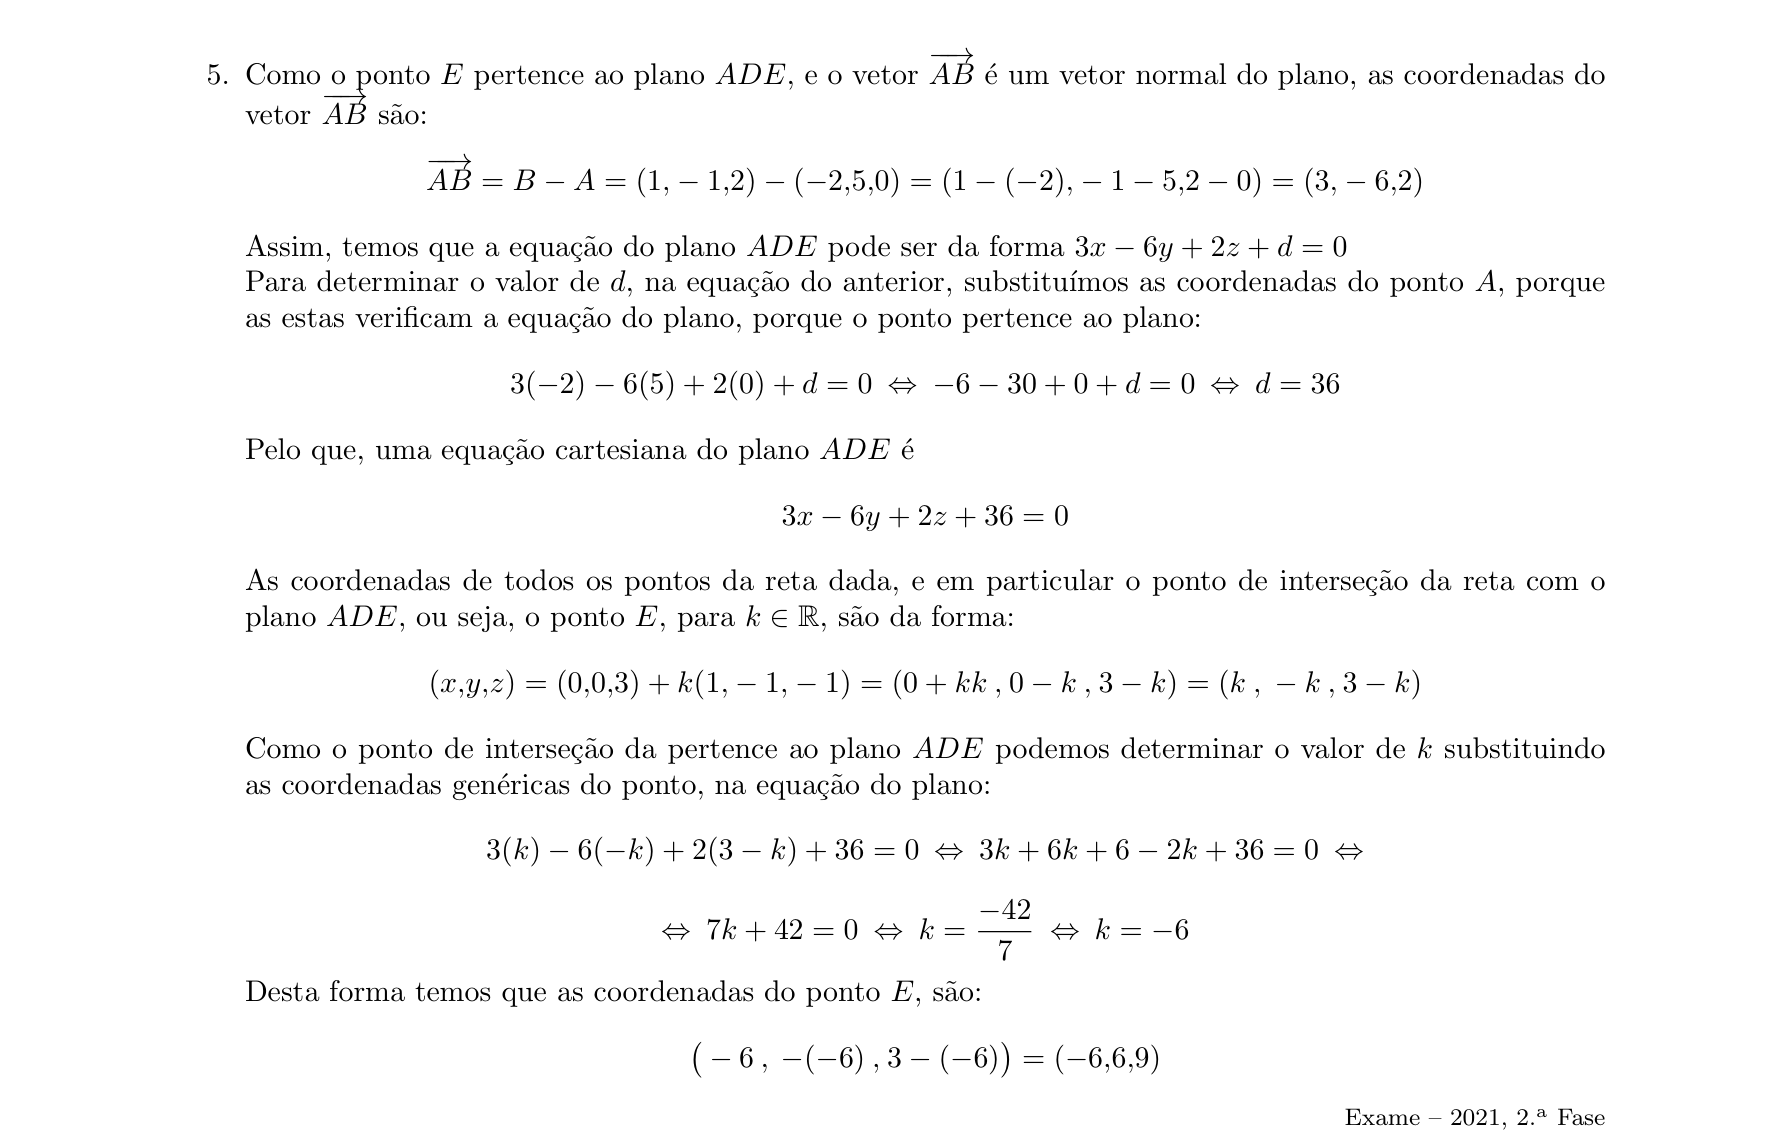 5. Como o ponto E pertence ao plano ADE, e o vetor $\overrightarrow{AB}$ é um vetor normal do plano, as coordenadas do
vetor $\overrightarrow{AB}$ são:
$\overrightarrow{AB} = B - A = (1, -1,2) - (-2,5,0) = (1 - (-2), -1 - 5,2 - 0) = (3, -6,2)$
Assim, temos que a equação do plano ADE pode ser da forma $3x - 6y + 2z + d = 0$
Para determinar o valor de d, na equação do anterior, substituímos as coordenadas do ponto A, porque
as estas verificam a equação do plano, porque o ponto pertence ao plano:
$3(-2) - 6(5) + 2(0) + d = 0 \Leftrightarrow -6 - 30 + 0 + d = 0 \Leftrightarrow d = 36$
Pelo que, uma equação cartesiana do plano ADE é
$3x - 6y + 2z + 36 = 0$
As coordenadas de todos os pontos da reta dada, e em particular o ponto de interseção da reta com o
plano ADE, ou seja, o ponto E, para $k \in \mathbb{R}$, são da forma:
$(x,y,z) = (0,0,3) + k(1, -1, -1) = (0 + kk , 0 - k , 3 - k) = (k , -k , 3 - k)$
Como o ponto de interseção da pertence ao plano ADE podemos determinar o valor de k substituindo
as coordenadas genéricas do ponto, na equação do plano:
$3(k) - 6(-k) + 2(3 - k) + 36 = 0 \Leftrightarrow 3k + 6k + 6 - 2k + 36 = 0 \Leftrightarrow$
$\Leftrightarrow 7k + 42 = 0 \Leftrightarrow k = \frac{-42}{7} \Leftrightarrow k = -6$
Desta forma temos que as coordenadas do ponto E, são:
$\big( -6 , -(-6) , 3 - (-6)\big) = (-6,6,9)$
Exame – 2021, 2.ª Fase